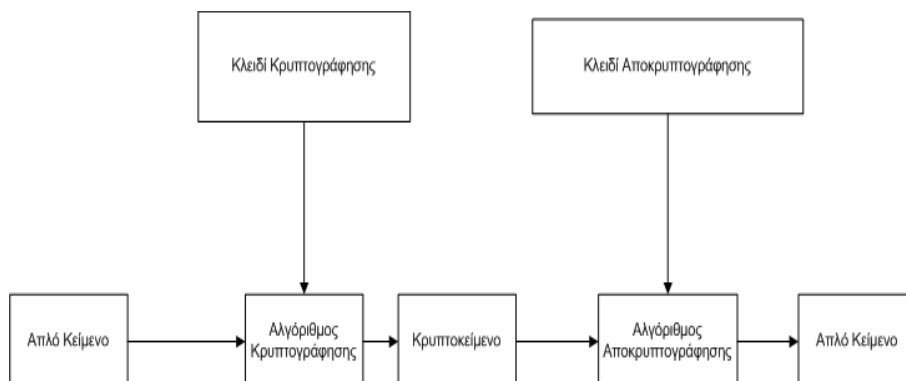 Κλειδί Κρυπτογράφησης
Κλειδί Αποκρυπτογράφησης
Απλό Κείμενο
Αλγόριθμος
Κρυπτογράφησης
Κρυπτοκείμενο
Αλγόριθμος
Αποκρυπτογράφησης
Απλό Κείμενο